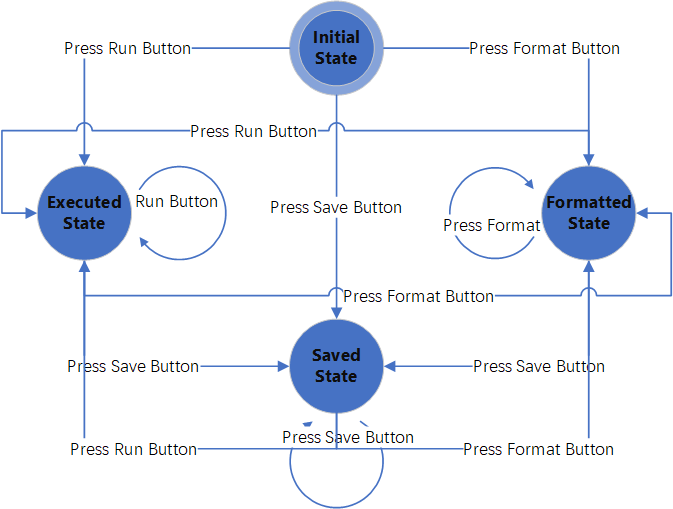 Press Run Button
Initial
State
Press Format Button
Press Run Button
Executed
State
Run Button
Press Save Button
Press Format
Formatted
State
Press Format Button
Press Save Button
Saved
State
Press Save Button
Press Run Button
Press Save Button
Press Format Button